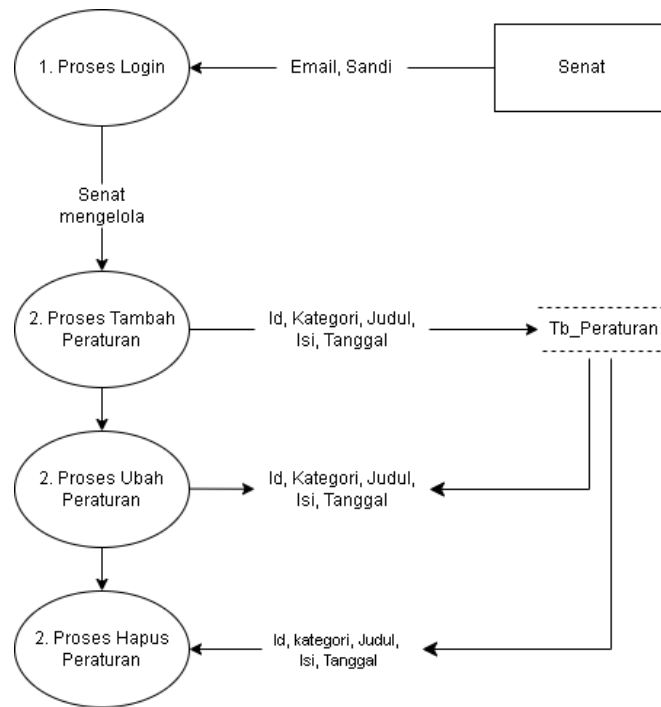 1. Proses Login
Email, Sandi
Senat
Senat
mengelola
2. Proses Tambah
Peraturan
Id, Kategori, Judul,
Isi, Tanggal
Tb_Peraturan
2. Proses Ubah
Peraturan
Id, Kategori, Judul,
Isi, Tanggal
2. Proses Hapus
Peraturan
Id, kategori, Judul,
Isi, Tanggal